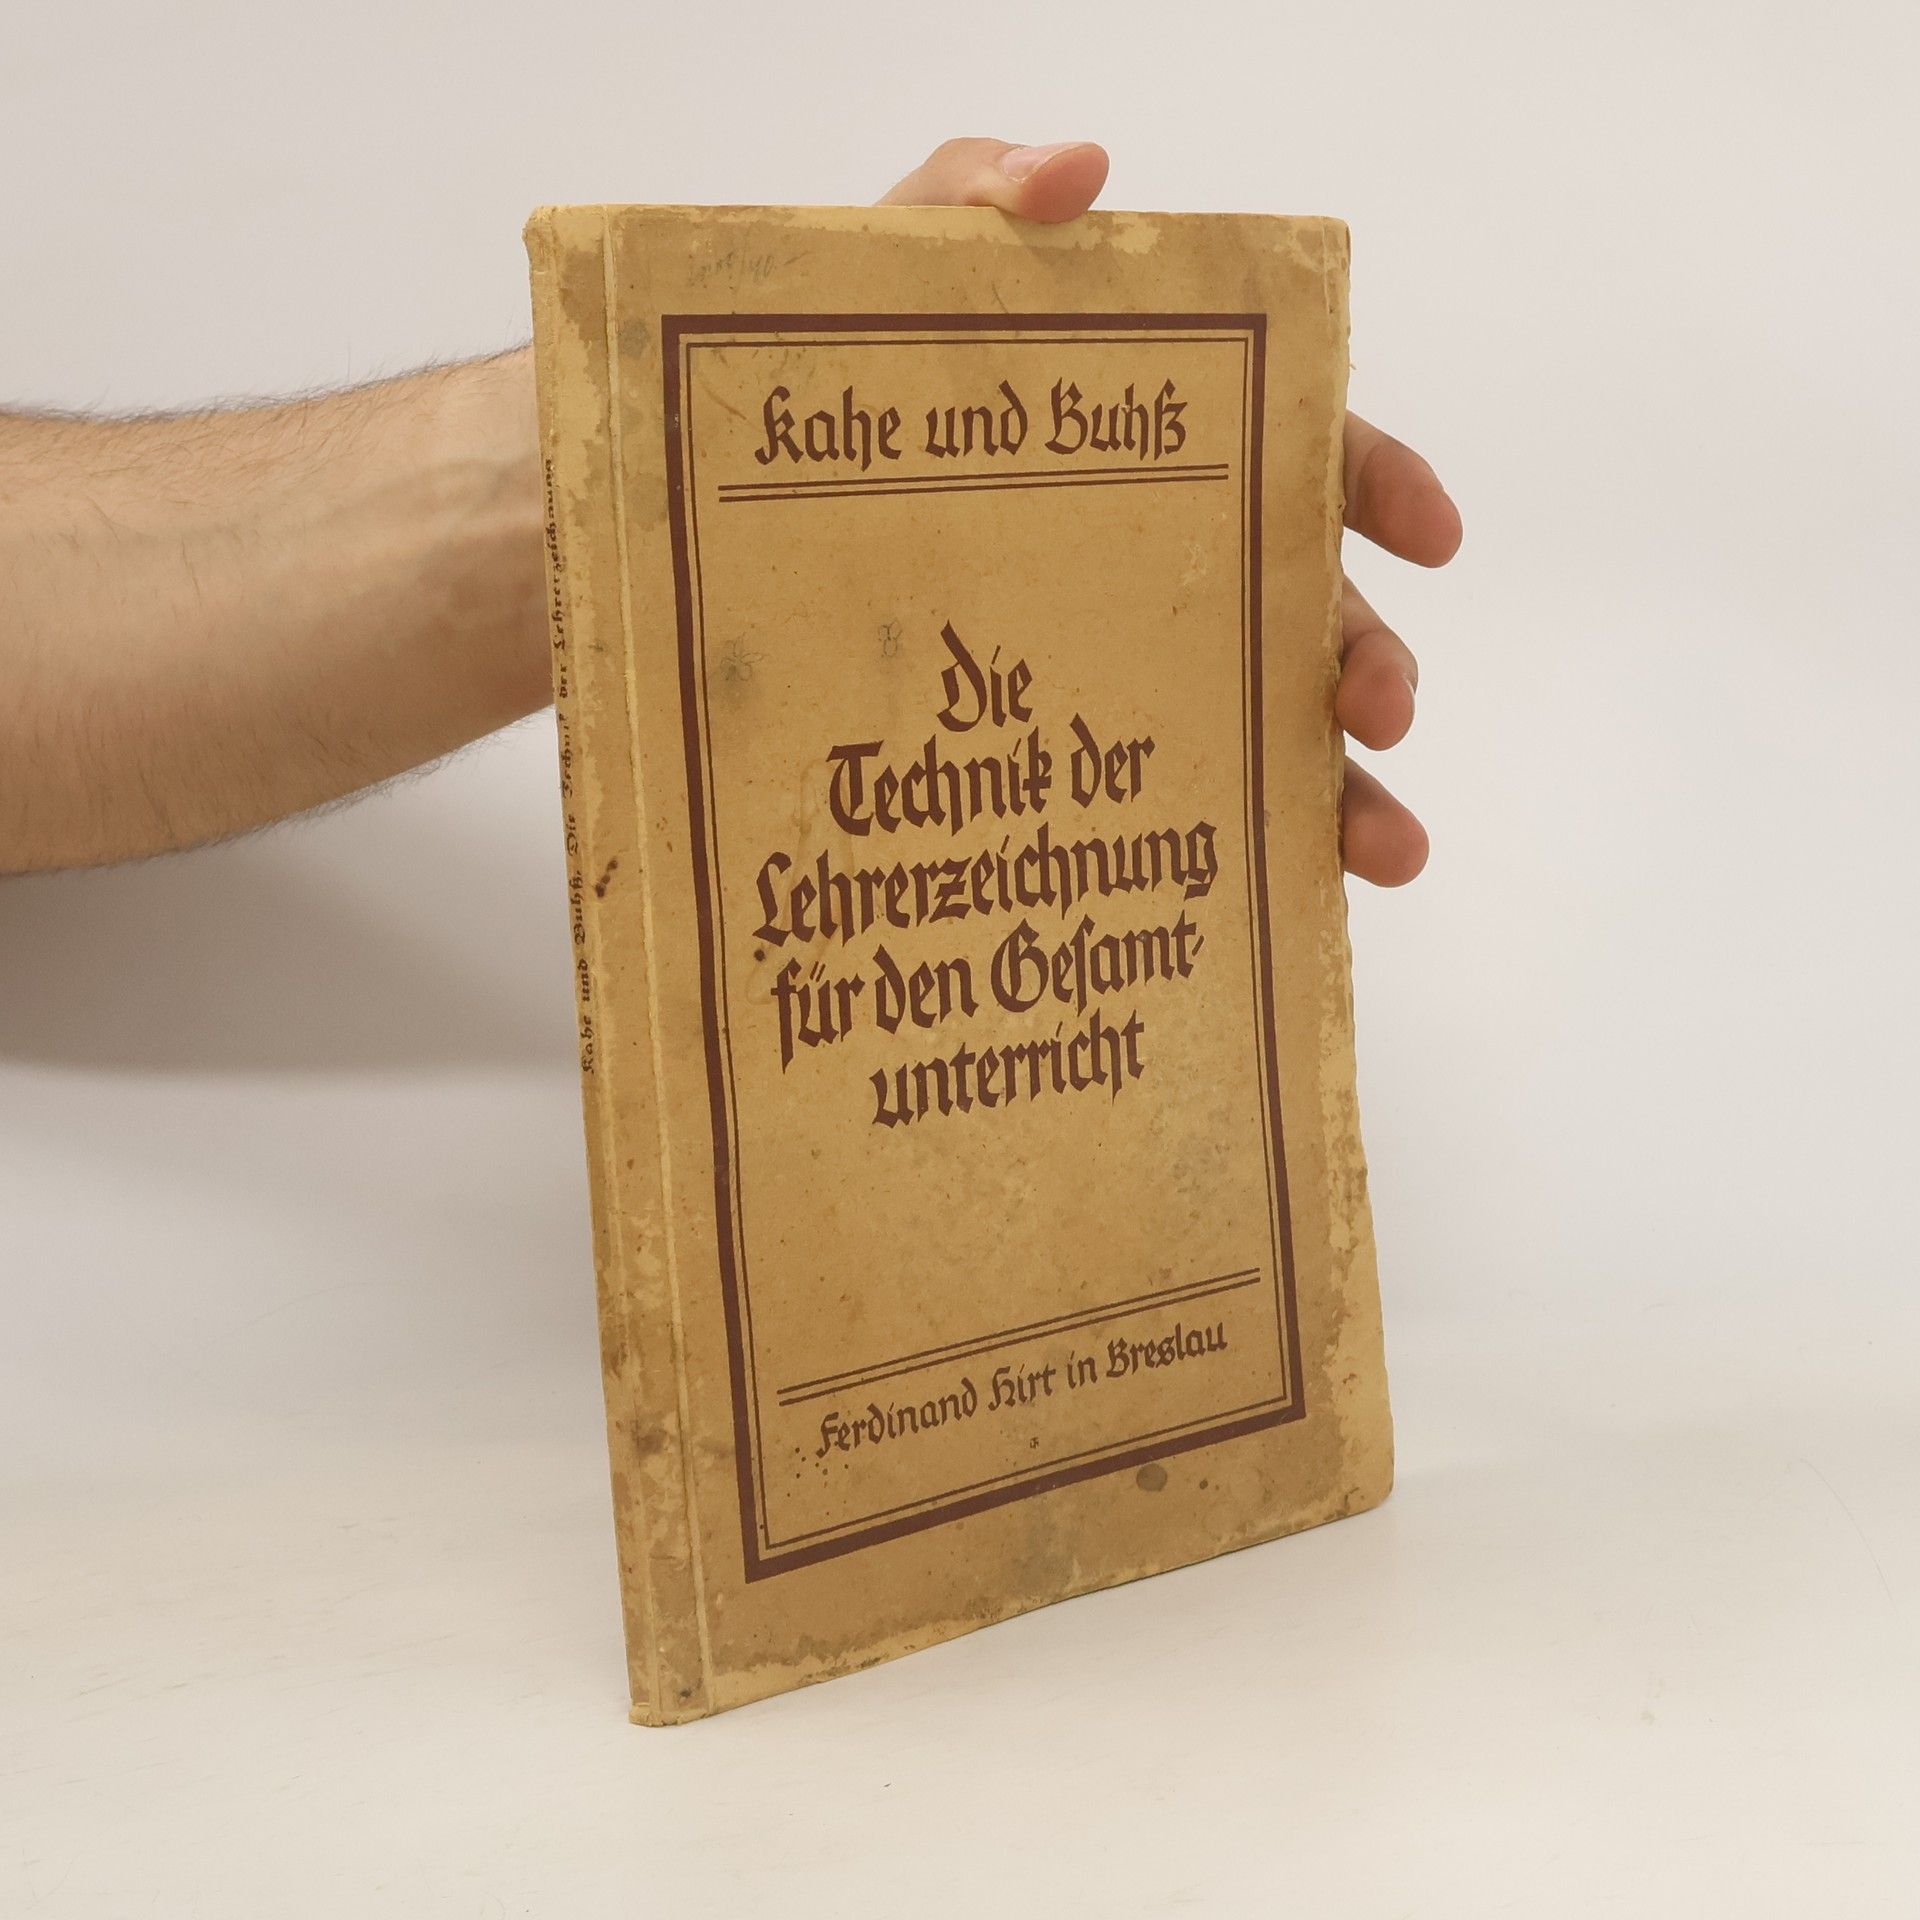 Kahe und Buhß
Die
Technik der
Lehrerzeichnung
für den Geſamt-
unterricht
Ferdinand Hirt in Breslau
Kahe und Buhß, Die Technik der Lehrerzeichnung